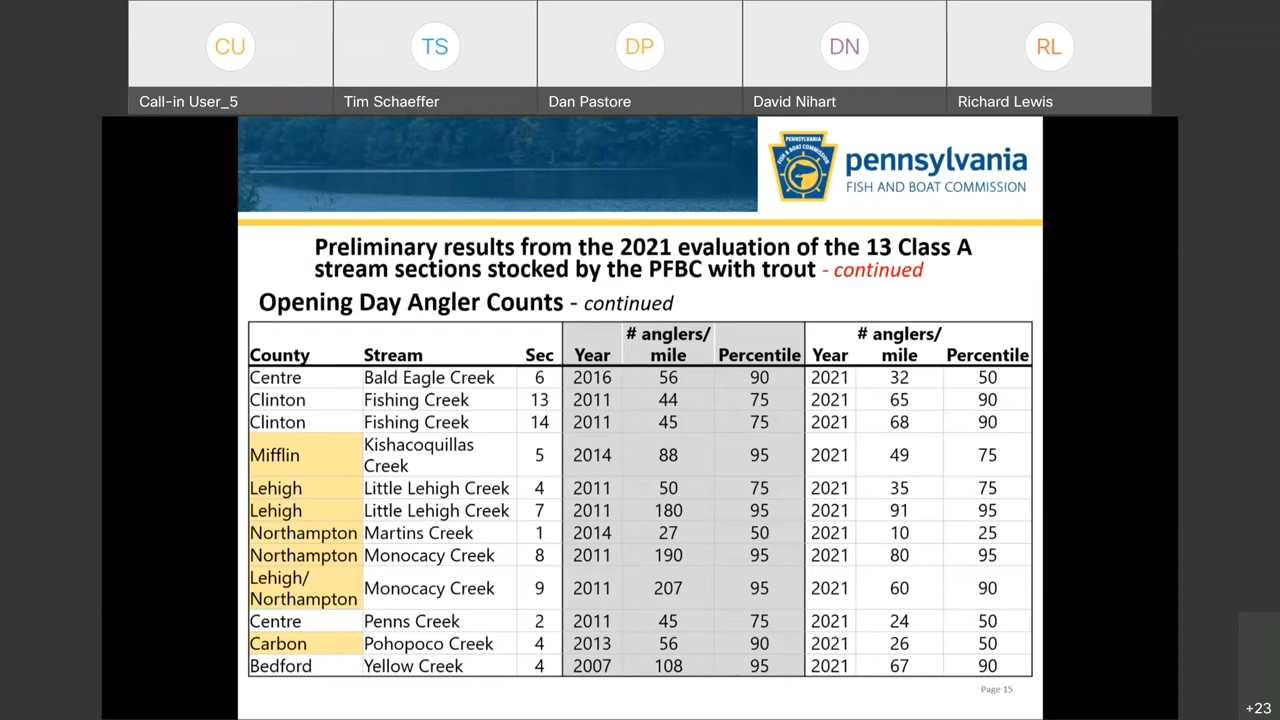 CU
TS
DP
DN
RL
Call-in User_5
Tim Schaeffer
Dan Pastore
David Nihart
Richard Lewis
PENNSYLVANIA
FISH & BOAT COMMISSION
pennsylvania
FISH AND BOAT COMMISSION
Preliminary results from the 2021 evaluation of the 13 Class A
stream sections stocked by the PFBC with trout - continued
Opening Day Angler Counts - continued
County Stream Sec Year # anglers/ mile Percentile Year # anglers/ mile Percentile
Centre Bald Eagle Creek 6 2016 56 90 2021 32 50
Clinton Fishing Creek 13 2011 44 75 2021 65 90
Clinton Fishing Creek 14 2011 45 75 2021 68 90
Mifflin Kishacoquillas Creek 5 2014 88 95 2021 49 75
Lehigh Little Lehigh Creek 4 2011 50 75 2021 35 75
Lehigh Little Lehigh Creek 7 2011 180 95 2021 91 95
Northampton Martins Creek 1 2014 27 50 2021 10 25
Northampton Monocacy Creek 8 2011 190 95 2021 80 95
Lehigh/ Northampton Monocacy Creek 9 2011 207 95 2021 60 90
Centre Penns Creek 2 2011 45 75 2021 24 50
Carbon Pohopoco Creek 4 2013 56 90 2021 26 50
Bedford Yellow Creek 4 2007 108 95 2021 67 90
Page 15
+23